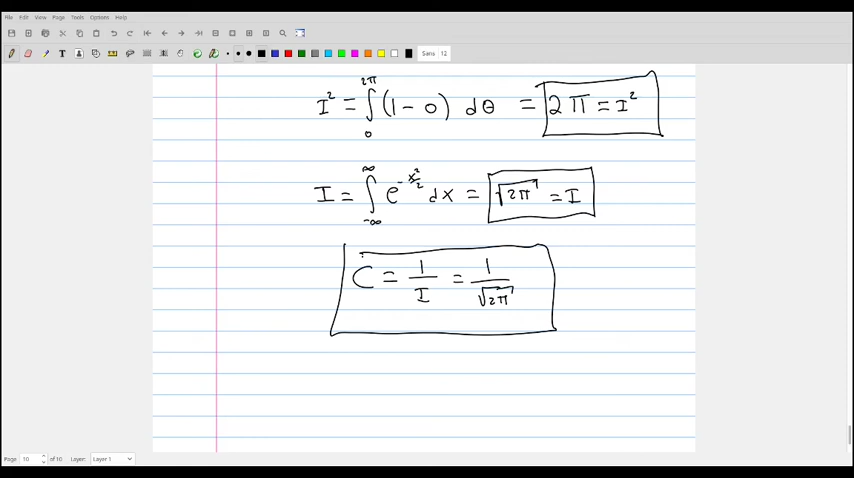 File Edit View Page Tools Options Help
T Sans 12
I² = ∫₀^{2π} (1 − 0) dθ = 2π = I²
I = ∫_{−∞}^{∞} e^{−x²/2} dx = √2π = I
C = 1/I = 1/√2π
Page 10 of 10 Layer: Layer 1